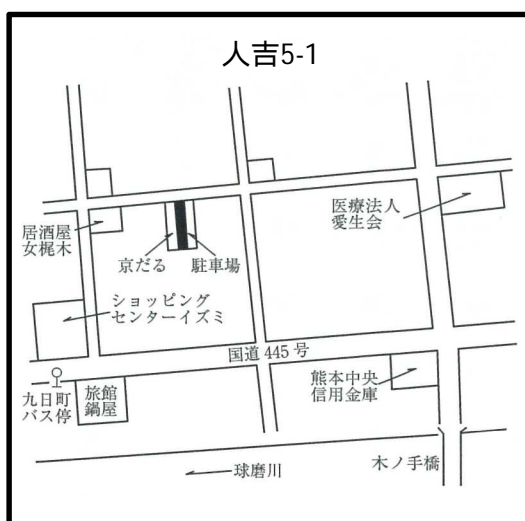 人吉5-1
医療法人
愛生会
居酒屋
女梶木
京だる
駐車場
ショッピング
センターイズミ
国道445号
九日町
バス停
旅館
鍋屋
熊本中央
信用金庫
木ノ手橋
球磨川